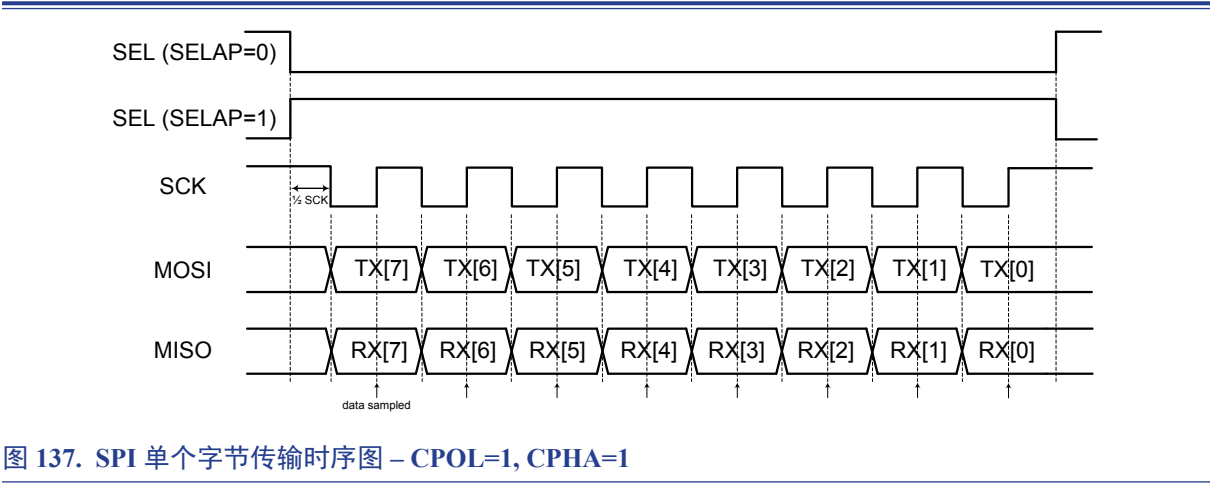 SEL (SELAP=0)
SEL (SELAP=1)
SCK
½ SCK
MOSI TX[7] TX[6] TX[5] TX[4] TX[3] TX[2] TX[1] TX[0]
MISO RX[7] RX[6] RX[5] RX[4] RX[3] RX[2] RX[1] RX[0]
data sampled
图 137. SPI 单个字节传输时序图 – CPOL=1, CPHA=1